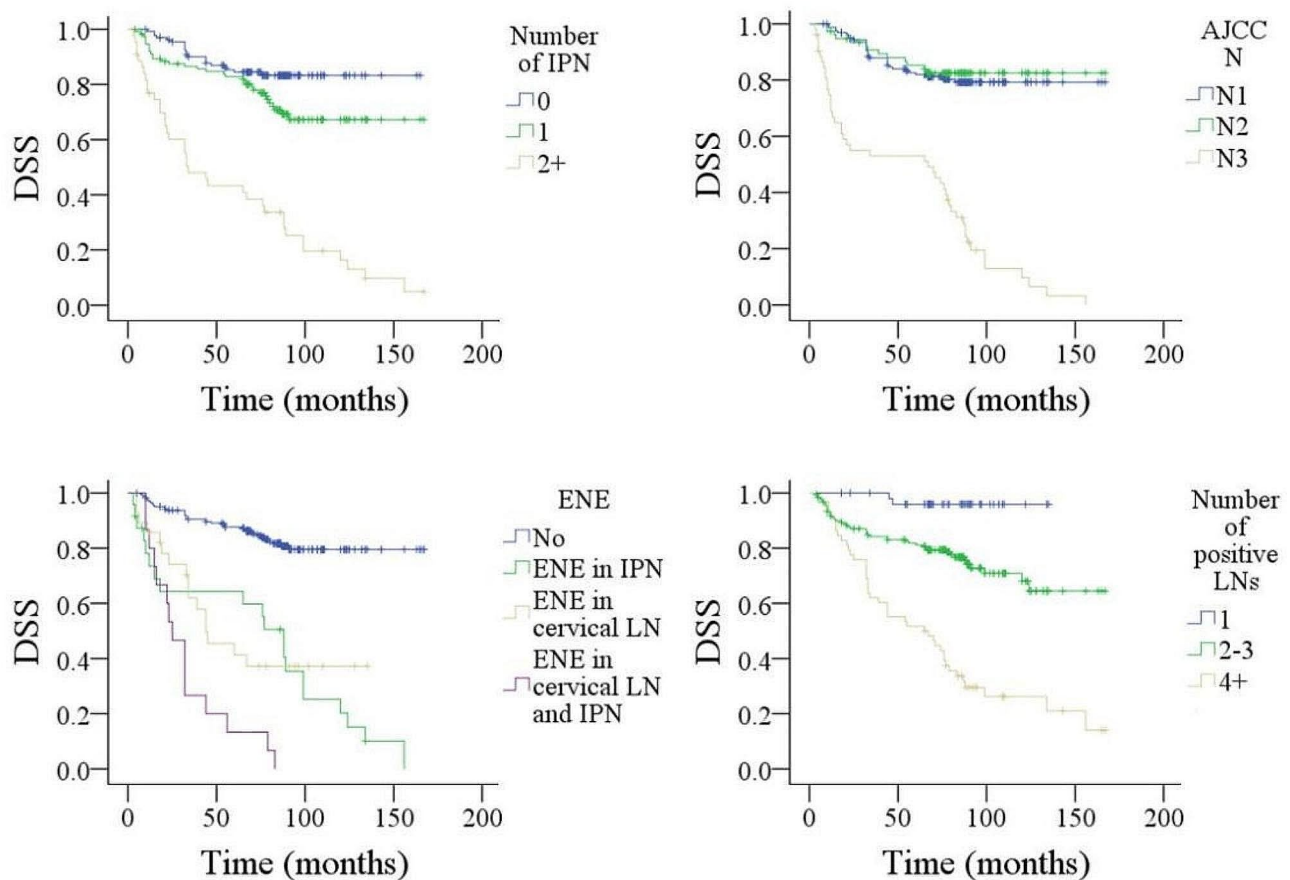 Number
of IPN
0
1
2+
DSS
1.0
0.8
0.6
0.4
0.2
0.0
0 50 100 150 200
Time (months)
AJCC
N
N1
N2
N3
DSS
1.0
0.8
0.6
0.4
0.2
0.0
0 50 100 150 200
Time (months)
ENE
No
ENE in IPN
ENE in
cervical LN
ENE in
cervical LN
and IPN
DSS
1.0
0.8
0.6
0.4
0.2
0.0
0 50 100 150 200
Time (months)
Number
of
positive
LNs
1
2-3
4+
DSS
1.0
0.8
0.6
0.4
0.2
0.0
0 50 100 150 200
Time (months)